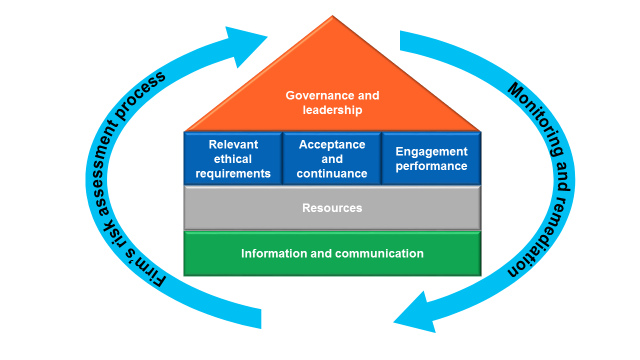 Governance and
leadership
Relevant
ethical
requirements
Acceptance
and
continuance
Engagement
performance
Resources
Information and communication
Firm's risk assessment process
Monitoring and remediation